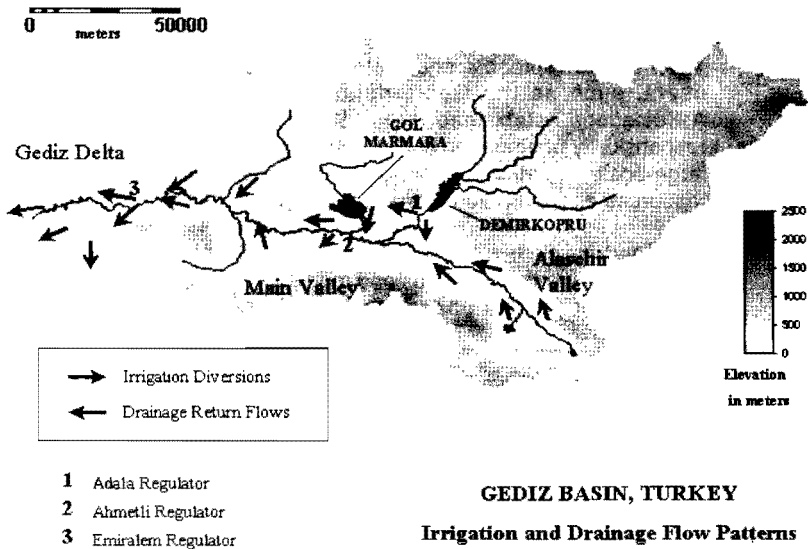 0 50000
meters
Gediz Delta
GOL
MARMARA
3
1
DEMIRKOPRU
2
Alasehir
Valley
Main Valley
2500
2000
1500
1000
500
0
Elevation
in meters
Irrigation Diversions
Drainage Return Flows
1 Adala Regulator
2 Ahmetli Regulator
3 Emiralem Regulator
GEDIZ BASIN, TURKEY
Irrigation and Drainage Flow Patterns